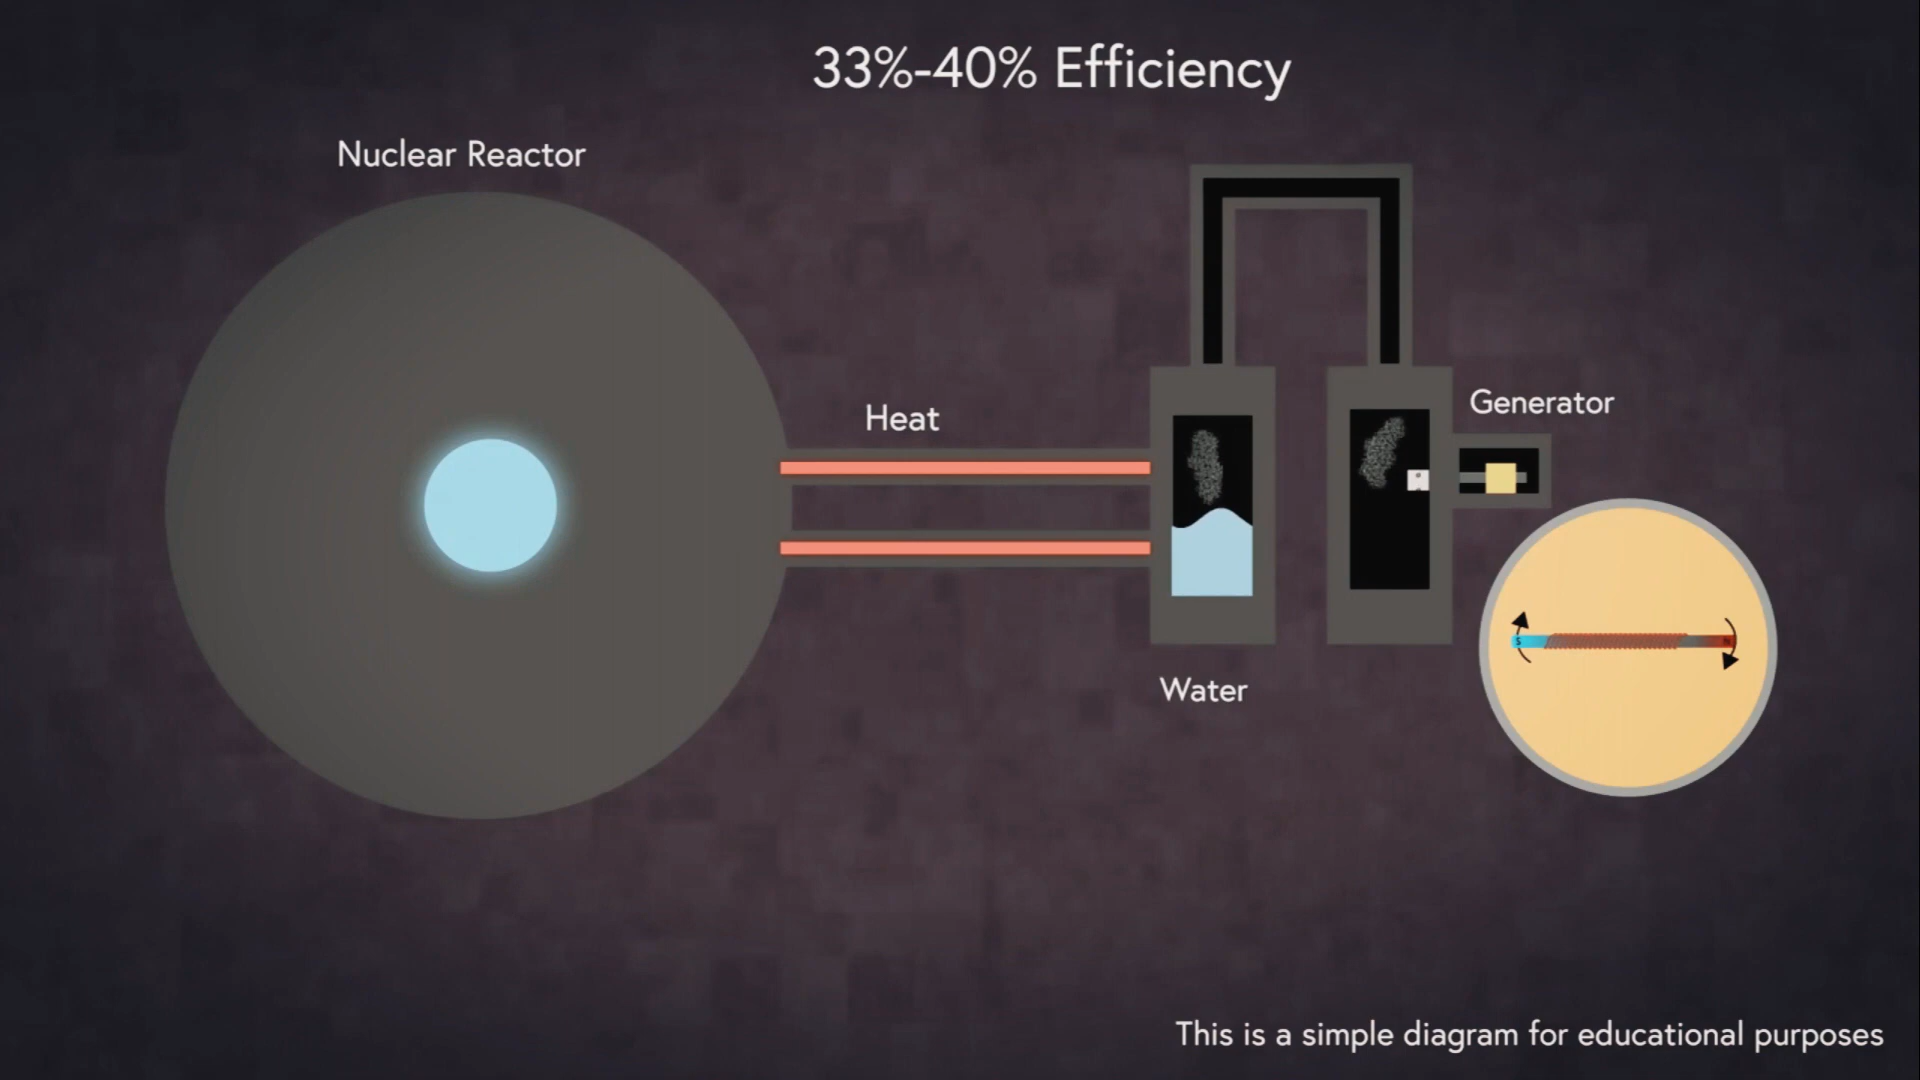 33%-40% Efficiency
Nuclear Reactor
Heat
Generator
S
N
Water
This is a simple diagram for educational purposes